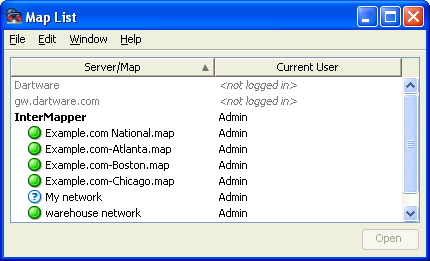 Map List
File Edit Window Help
Server/Map Current User
Dartware <not logged in>
gw.dartware.com <not logged in>
InterMapper Admin
Example.com National.map Admin
Example.com-Atlanta.map Admin
Example.com-Boston.map Admin
Example.com-Chicago.map Admin
? My network Admin
warehouse network Admin
Open